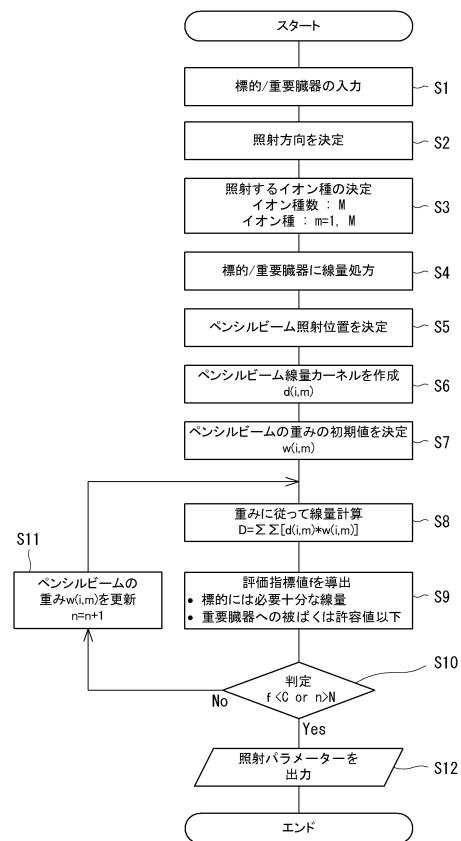 スタート
標的/重要臓器の入力
S1
照射方向を決定
S2
照射するイオン種の決定
イオン種数 : M
イオン種 : m=1, M
S3
標的/重要臓器に線量処方
S4
ペンシルビーム照射位置を決定
S5
ペンシルビーム線量カーネルを作成
d(i,m)
S6
ペンシルビームの重みの初期値を決定
w(i,m)
S7
重みに従って線量計算
D=ΣΣ[d(i,m)*w(i,m)]
S8
S11
ペンシルビームの
重みw(i,m)を更新
n=n+1
評価指標値fを導出
• 標的には必要十分な線量
• 重要臓器への被ばくは許容値以下
S9
判定
f<C or n>N
S10
No
Yes
照射パラメーターを
出力
S12
エンド